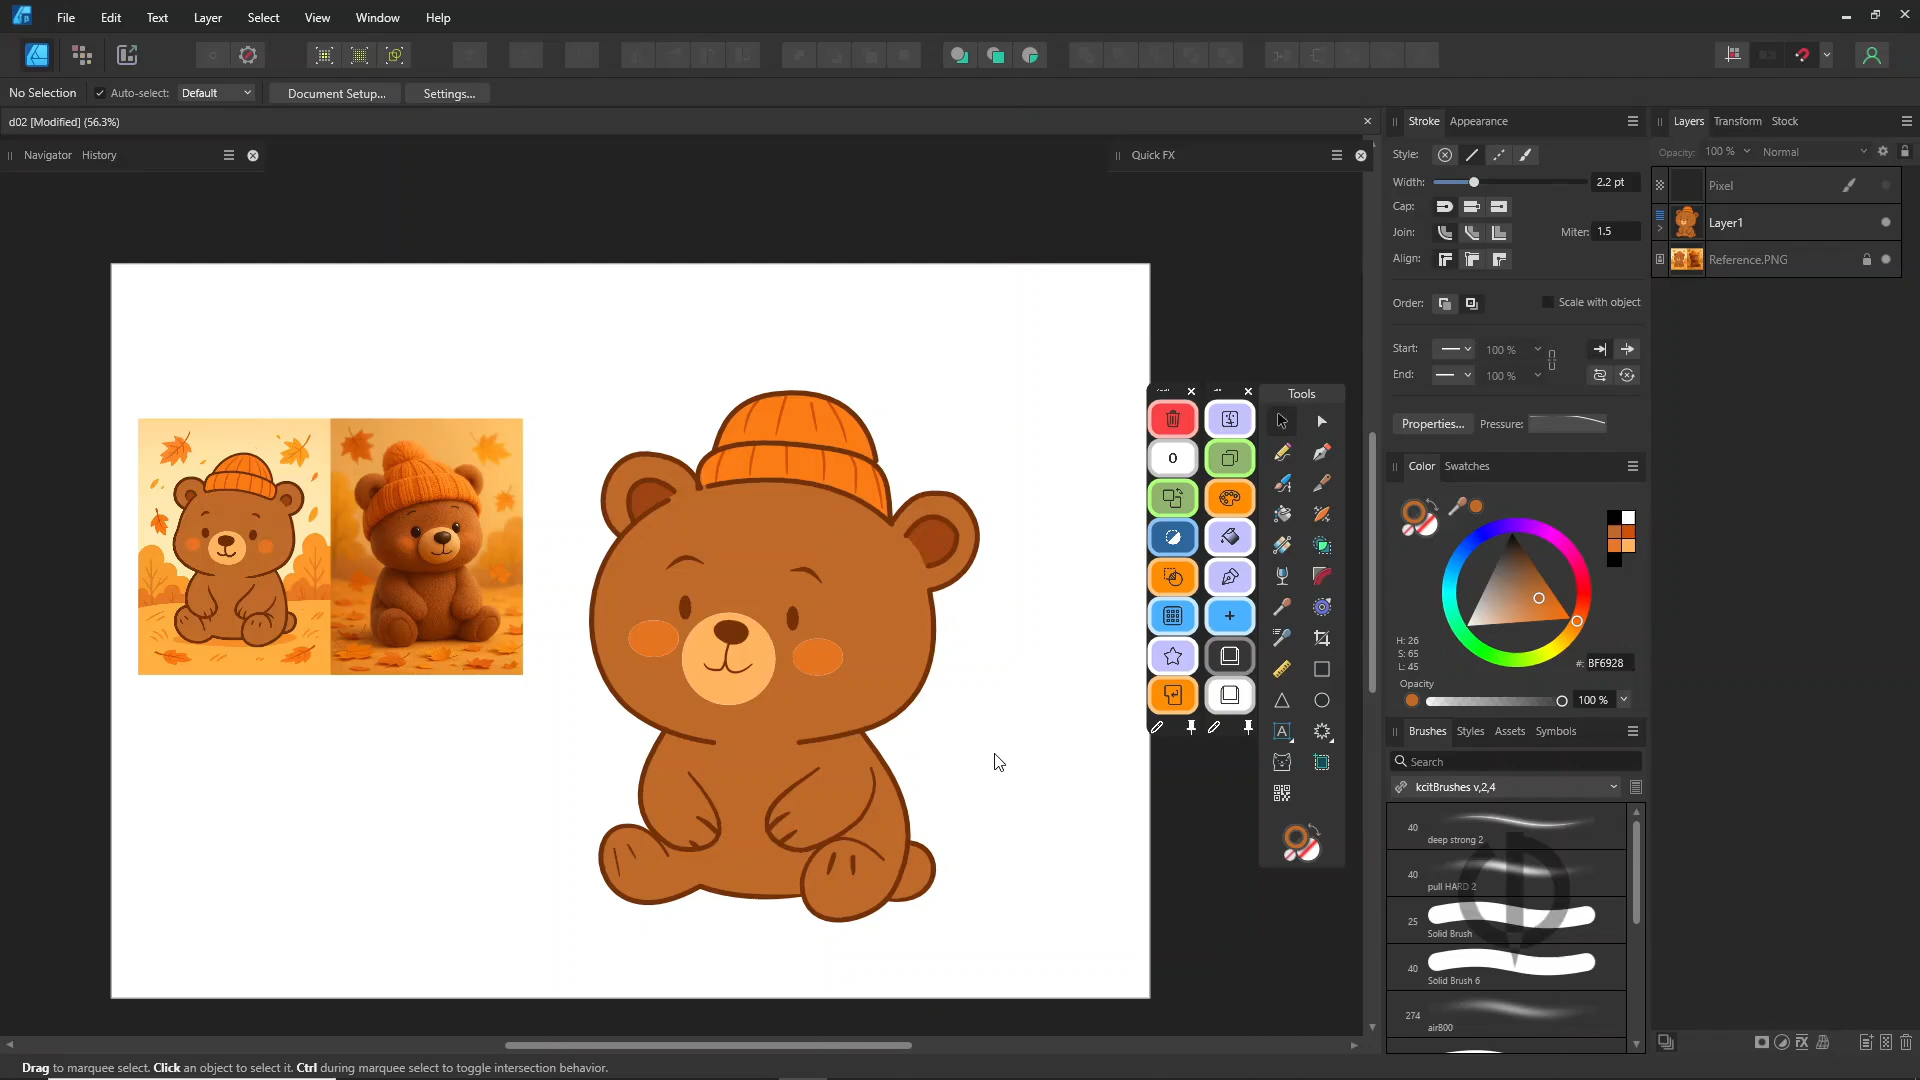 File Edit Text Layer Select View Window Help
No Selection Auto-select: Default Document Setup... Settings...
d02 [Modified] (56.3%)
Navigator History
Quick FX
Stroke Appearance
Style:
Width: 2.2 pt
Cap:
Join: Miter: 1.5
Align:
Order: Scale with object
Start: 100 %
End: 100 %
Properties... Pressure:
Color Swatches
H: 26
S: 65
L: 45
#: BF6928
Opacity
100 %
Brushes Styles Assets Symbols
Search
kcitBrushes v,2,4
40
deep strong 2
40
pull HARD 2
25
Solid Brush
40
Solid Brush 6
274
air800
Layers Transform Stock
Opacity: 100 % Normal
Pixel
Layer1
Reference.PNG
Tools
0
A
Drag to marquee select. Click an object to select it. Ctrl during marquee select to toggle intersection behavior.